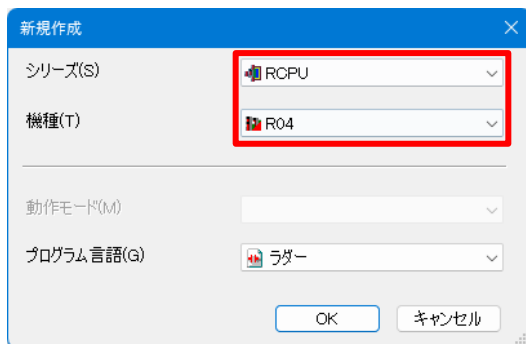 新規作成
シリーズ(S)
RCPU
機種(T)
R04
動作モード(M)
プログラム言語(G)
ラダー
OK
キャンセル